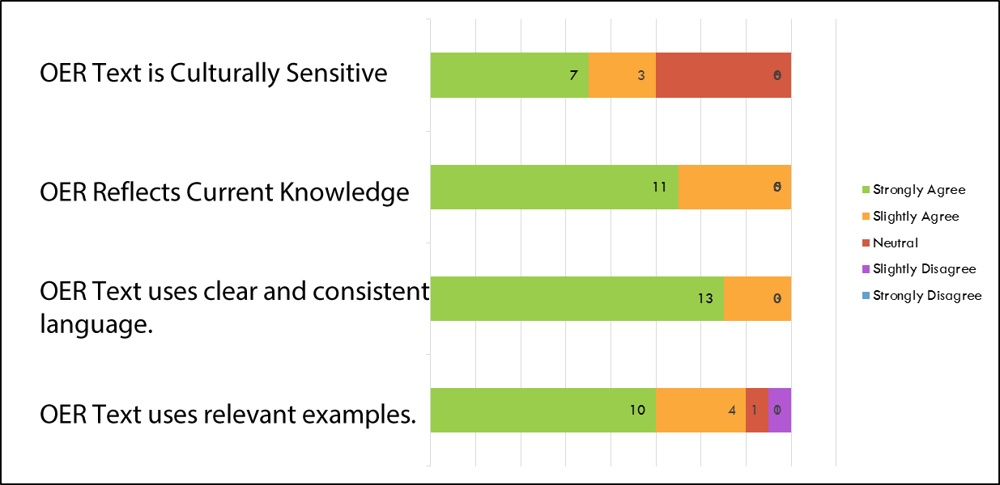 OER Text is Culturally Sensitive
7 3
OER Reflects Current Knowledge
11
OER Text uses clear and consistent
language.
13
OER Text uses relevant examples.
10 4 1
Strongly Agree
Slightly Agree
Neutral
Slightly Disagree
Strongly Disagree